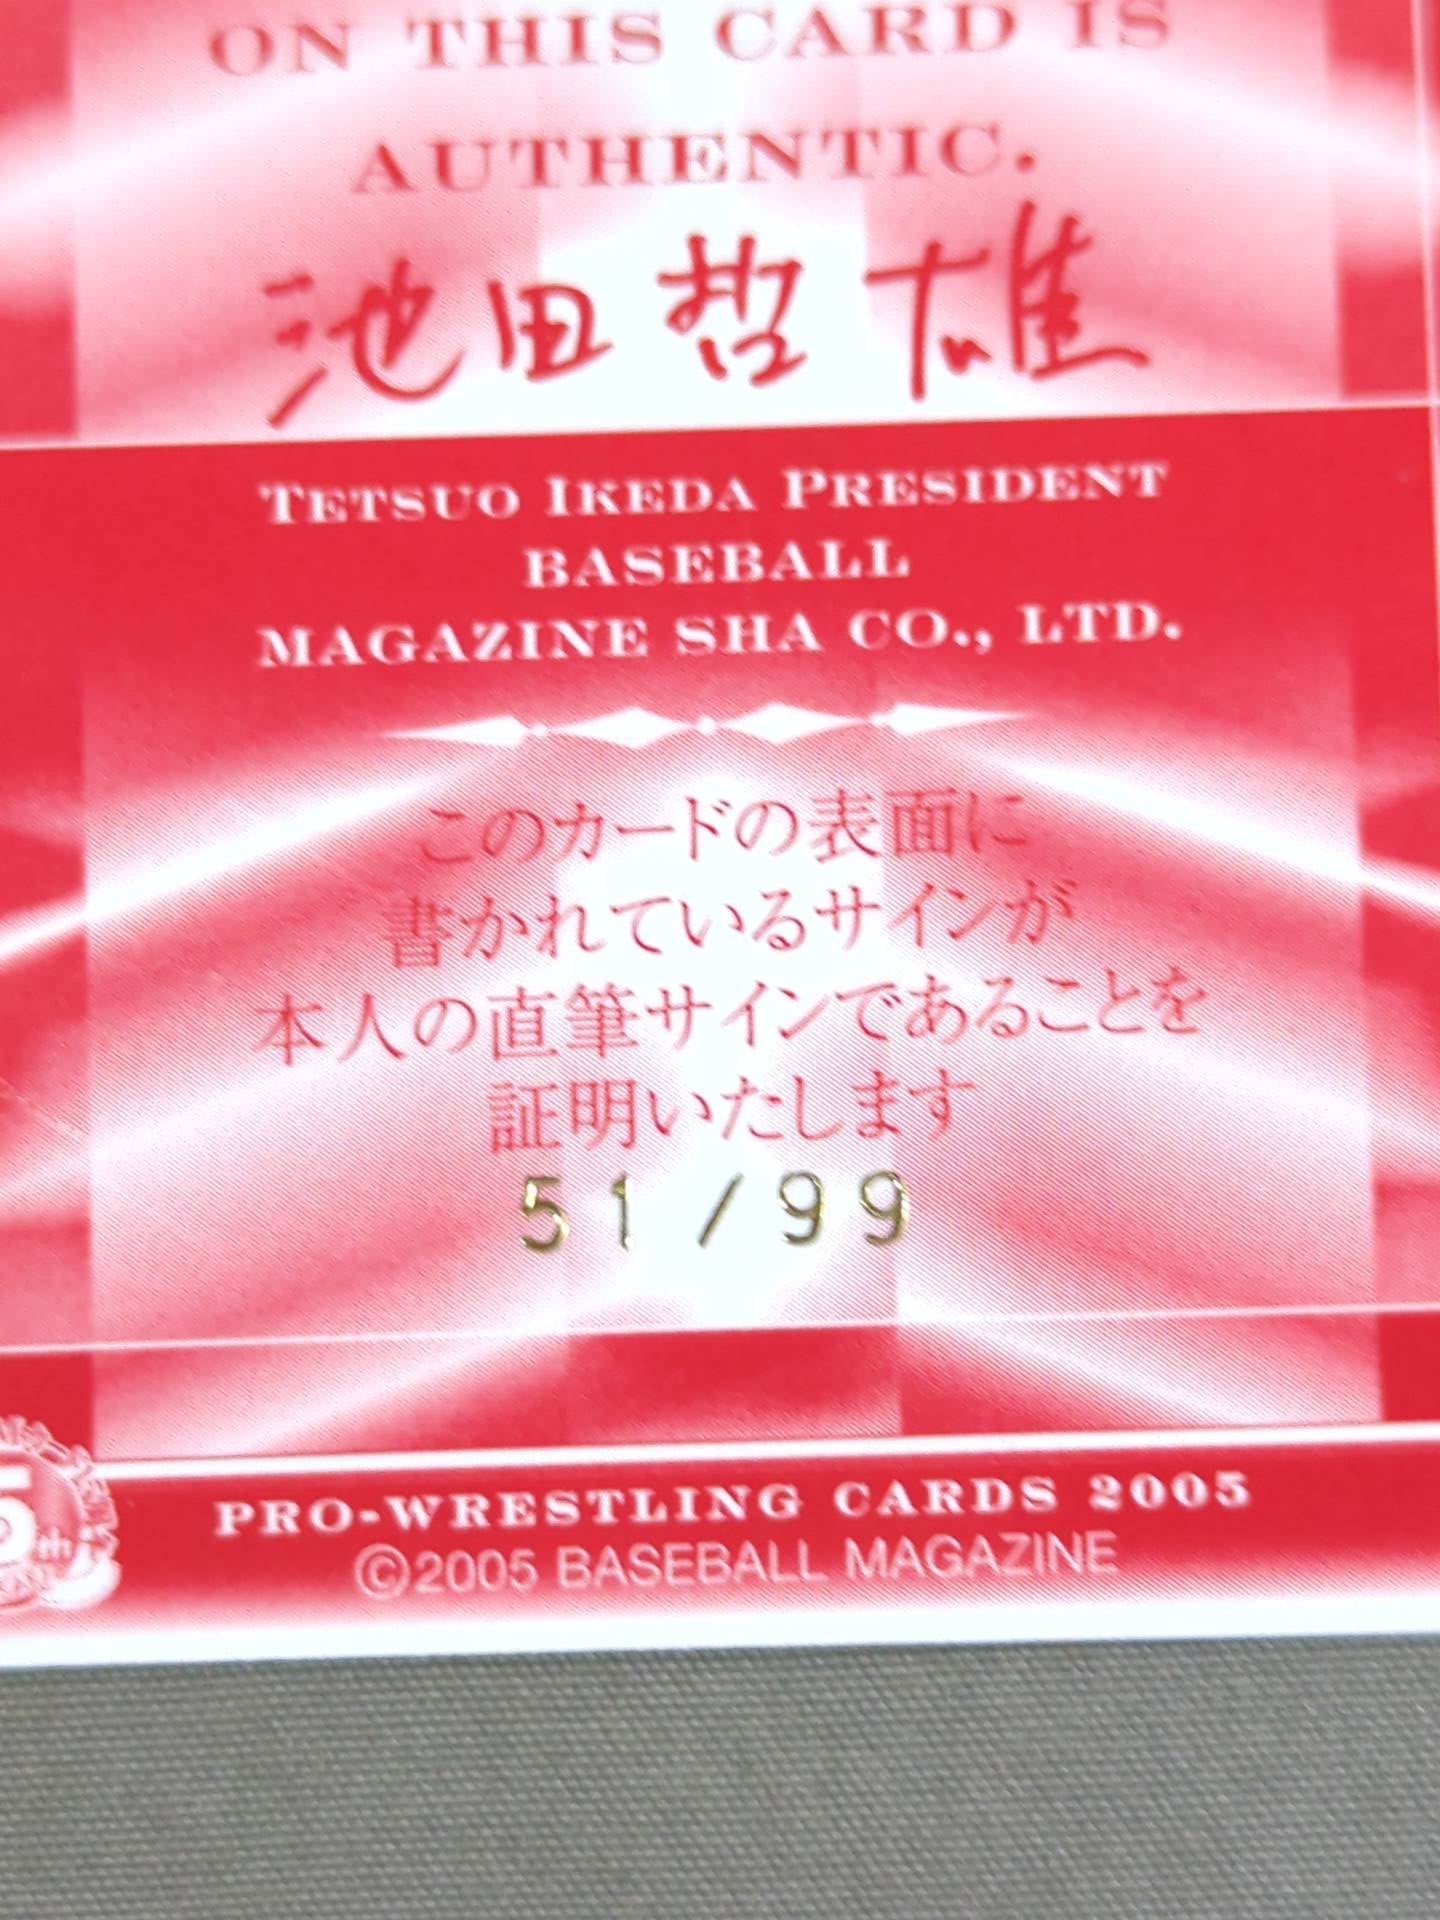 ON THIS CARD IS
AUTHENTIC.
池田哲雄
TETSUO IKEDA PRESIDENT
BASEBALL
MAGAZINE SHA CO., LTD.
このカードの表面に
書かれているサインが
本人の直筆サインであることを
証明いたします
51/99
PRO-WRESTLING CARDS 2005
©2005 BASEBALL MAGAZINE